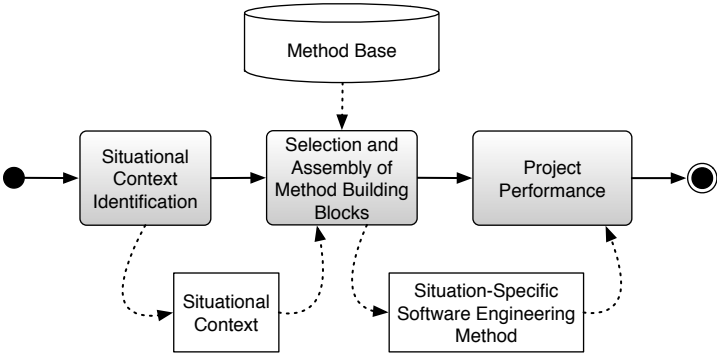 Method Base
Situational
Context
Identification
Selection and
Assembly of
Method Building
Blocks
Project
Performance
Situational
Context
Situation-Specific
Software Engineering
Method